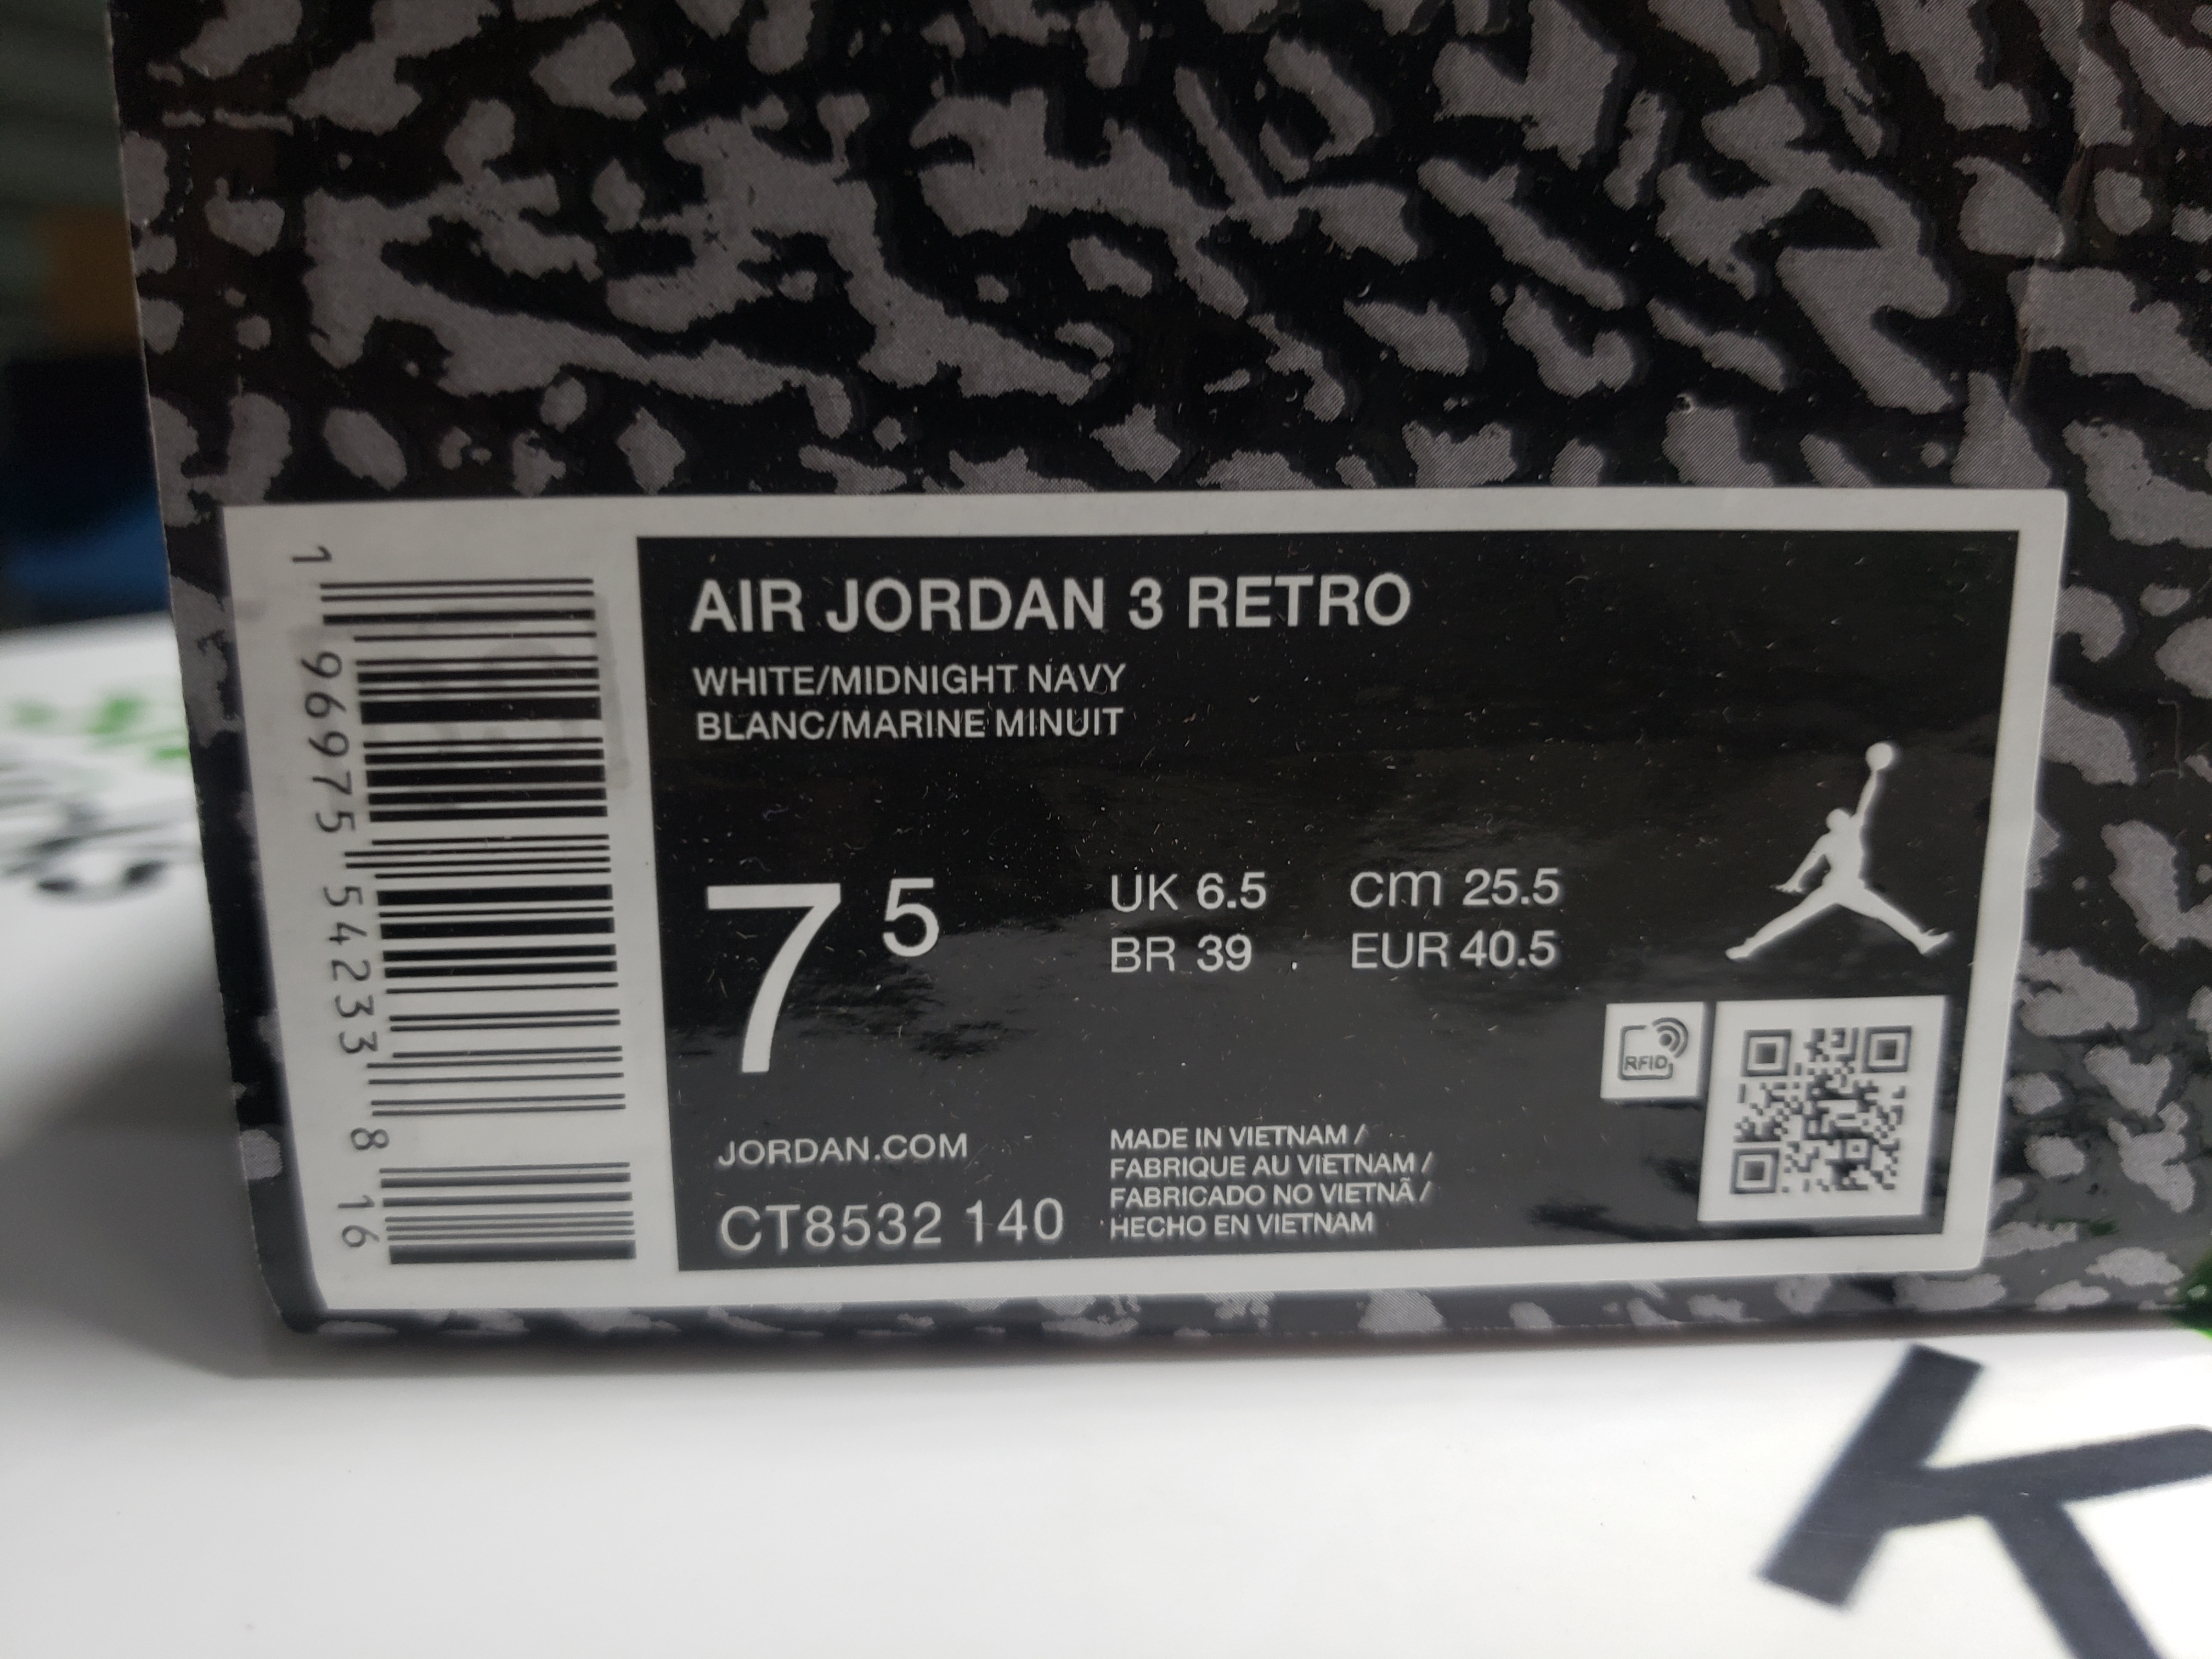 1 96975 54233 8 16
AIR JORDAN 3 RETRO
WHITE/MIDNIGHT NAVY
BLANC/MARINE MINUIT
7 5
UK 6.5 cm 25.5
BR 39 . EUR 40.5
RFID
JORDAN.COM
CT8532 140
MADE IN VIETNAM /
FABRIQUE AU VIETNAM /
FABRICADO NO VIETNÃ /
HECHO EN VIETNAM
K